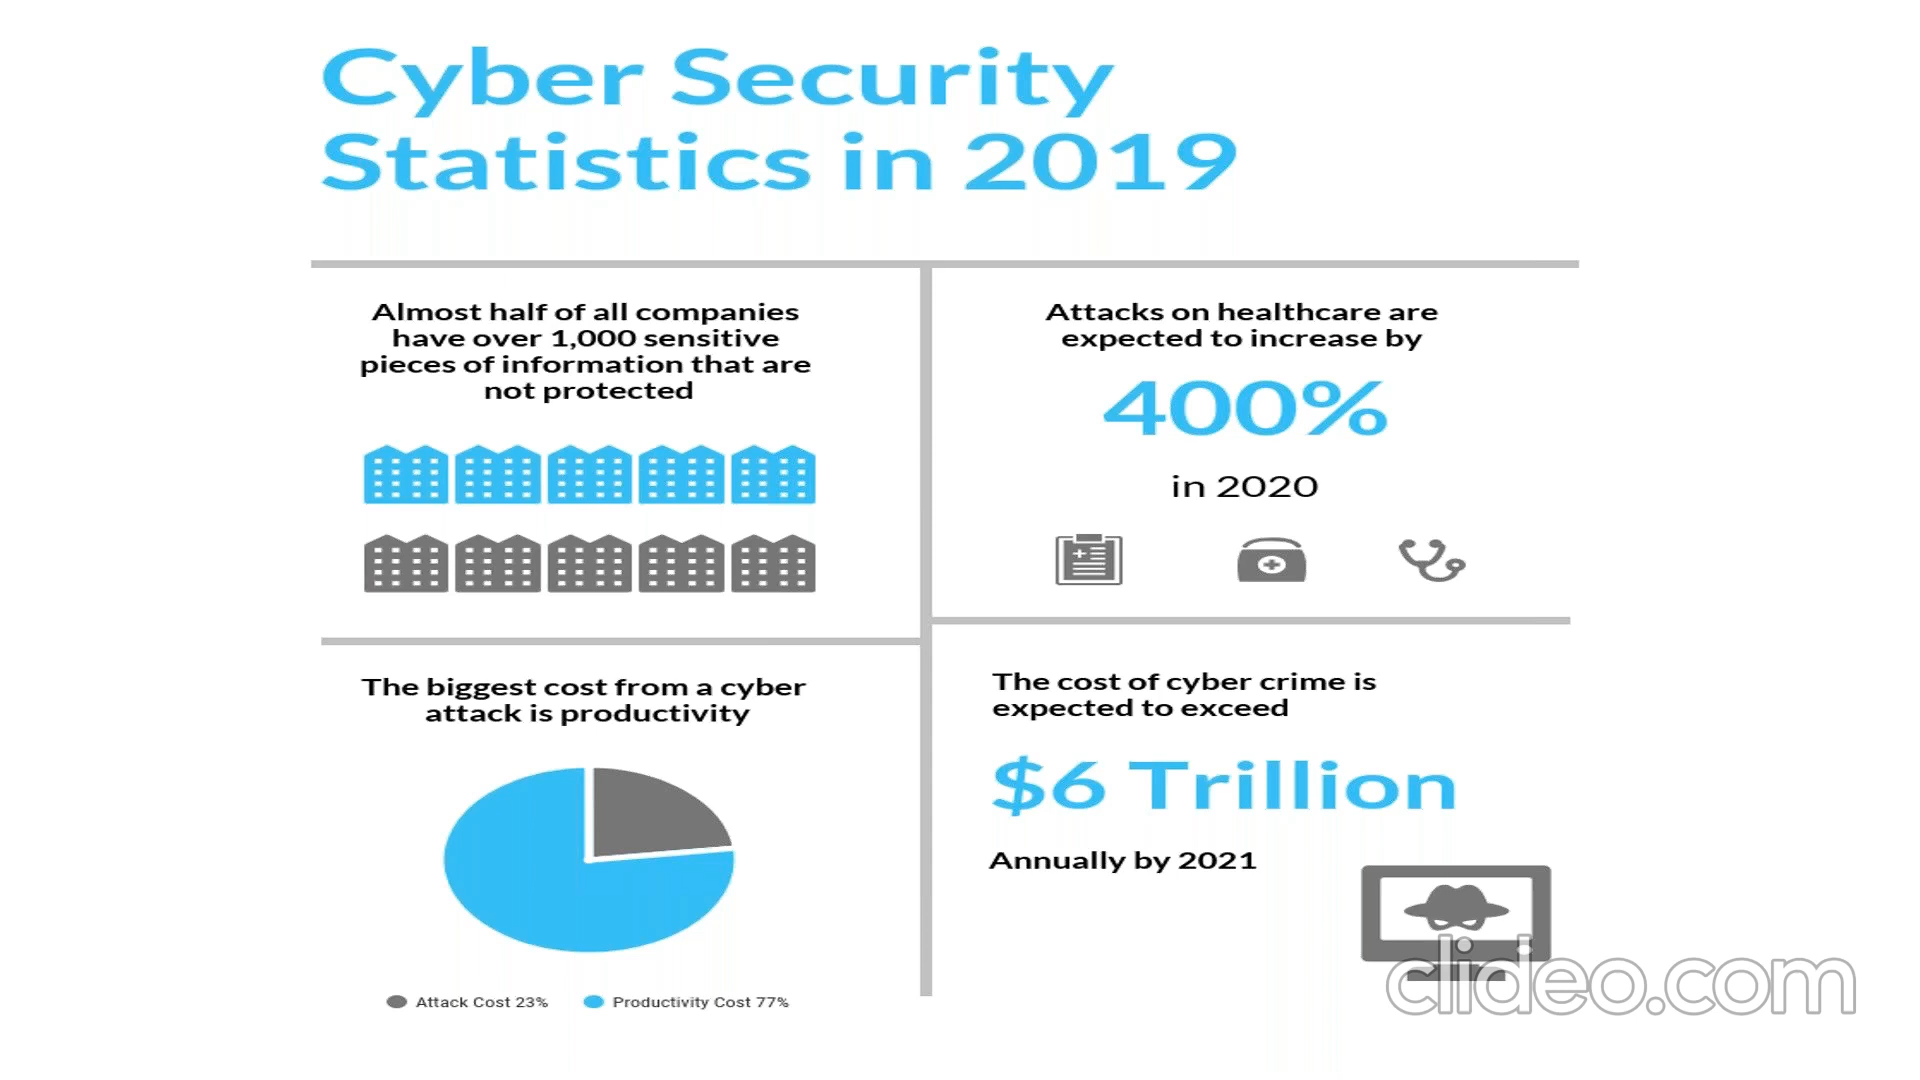 Cyber Security
Statistics in 2019
Almost half of all companies
have over 1,000 sensitive
pieces of information that are
not protected
Attacks on healthcare are
expected to increase by
400%
in 2020
The biggest cost from a cyber
attack is productivity
Attack Cost 23%
Productivity Cost 77%
The cost of cyber crime is
expected to exceed
$6 Trillion
Annually by 2021
clideo.com